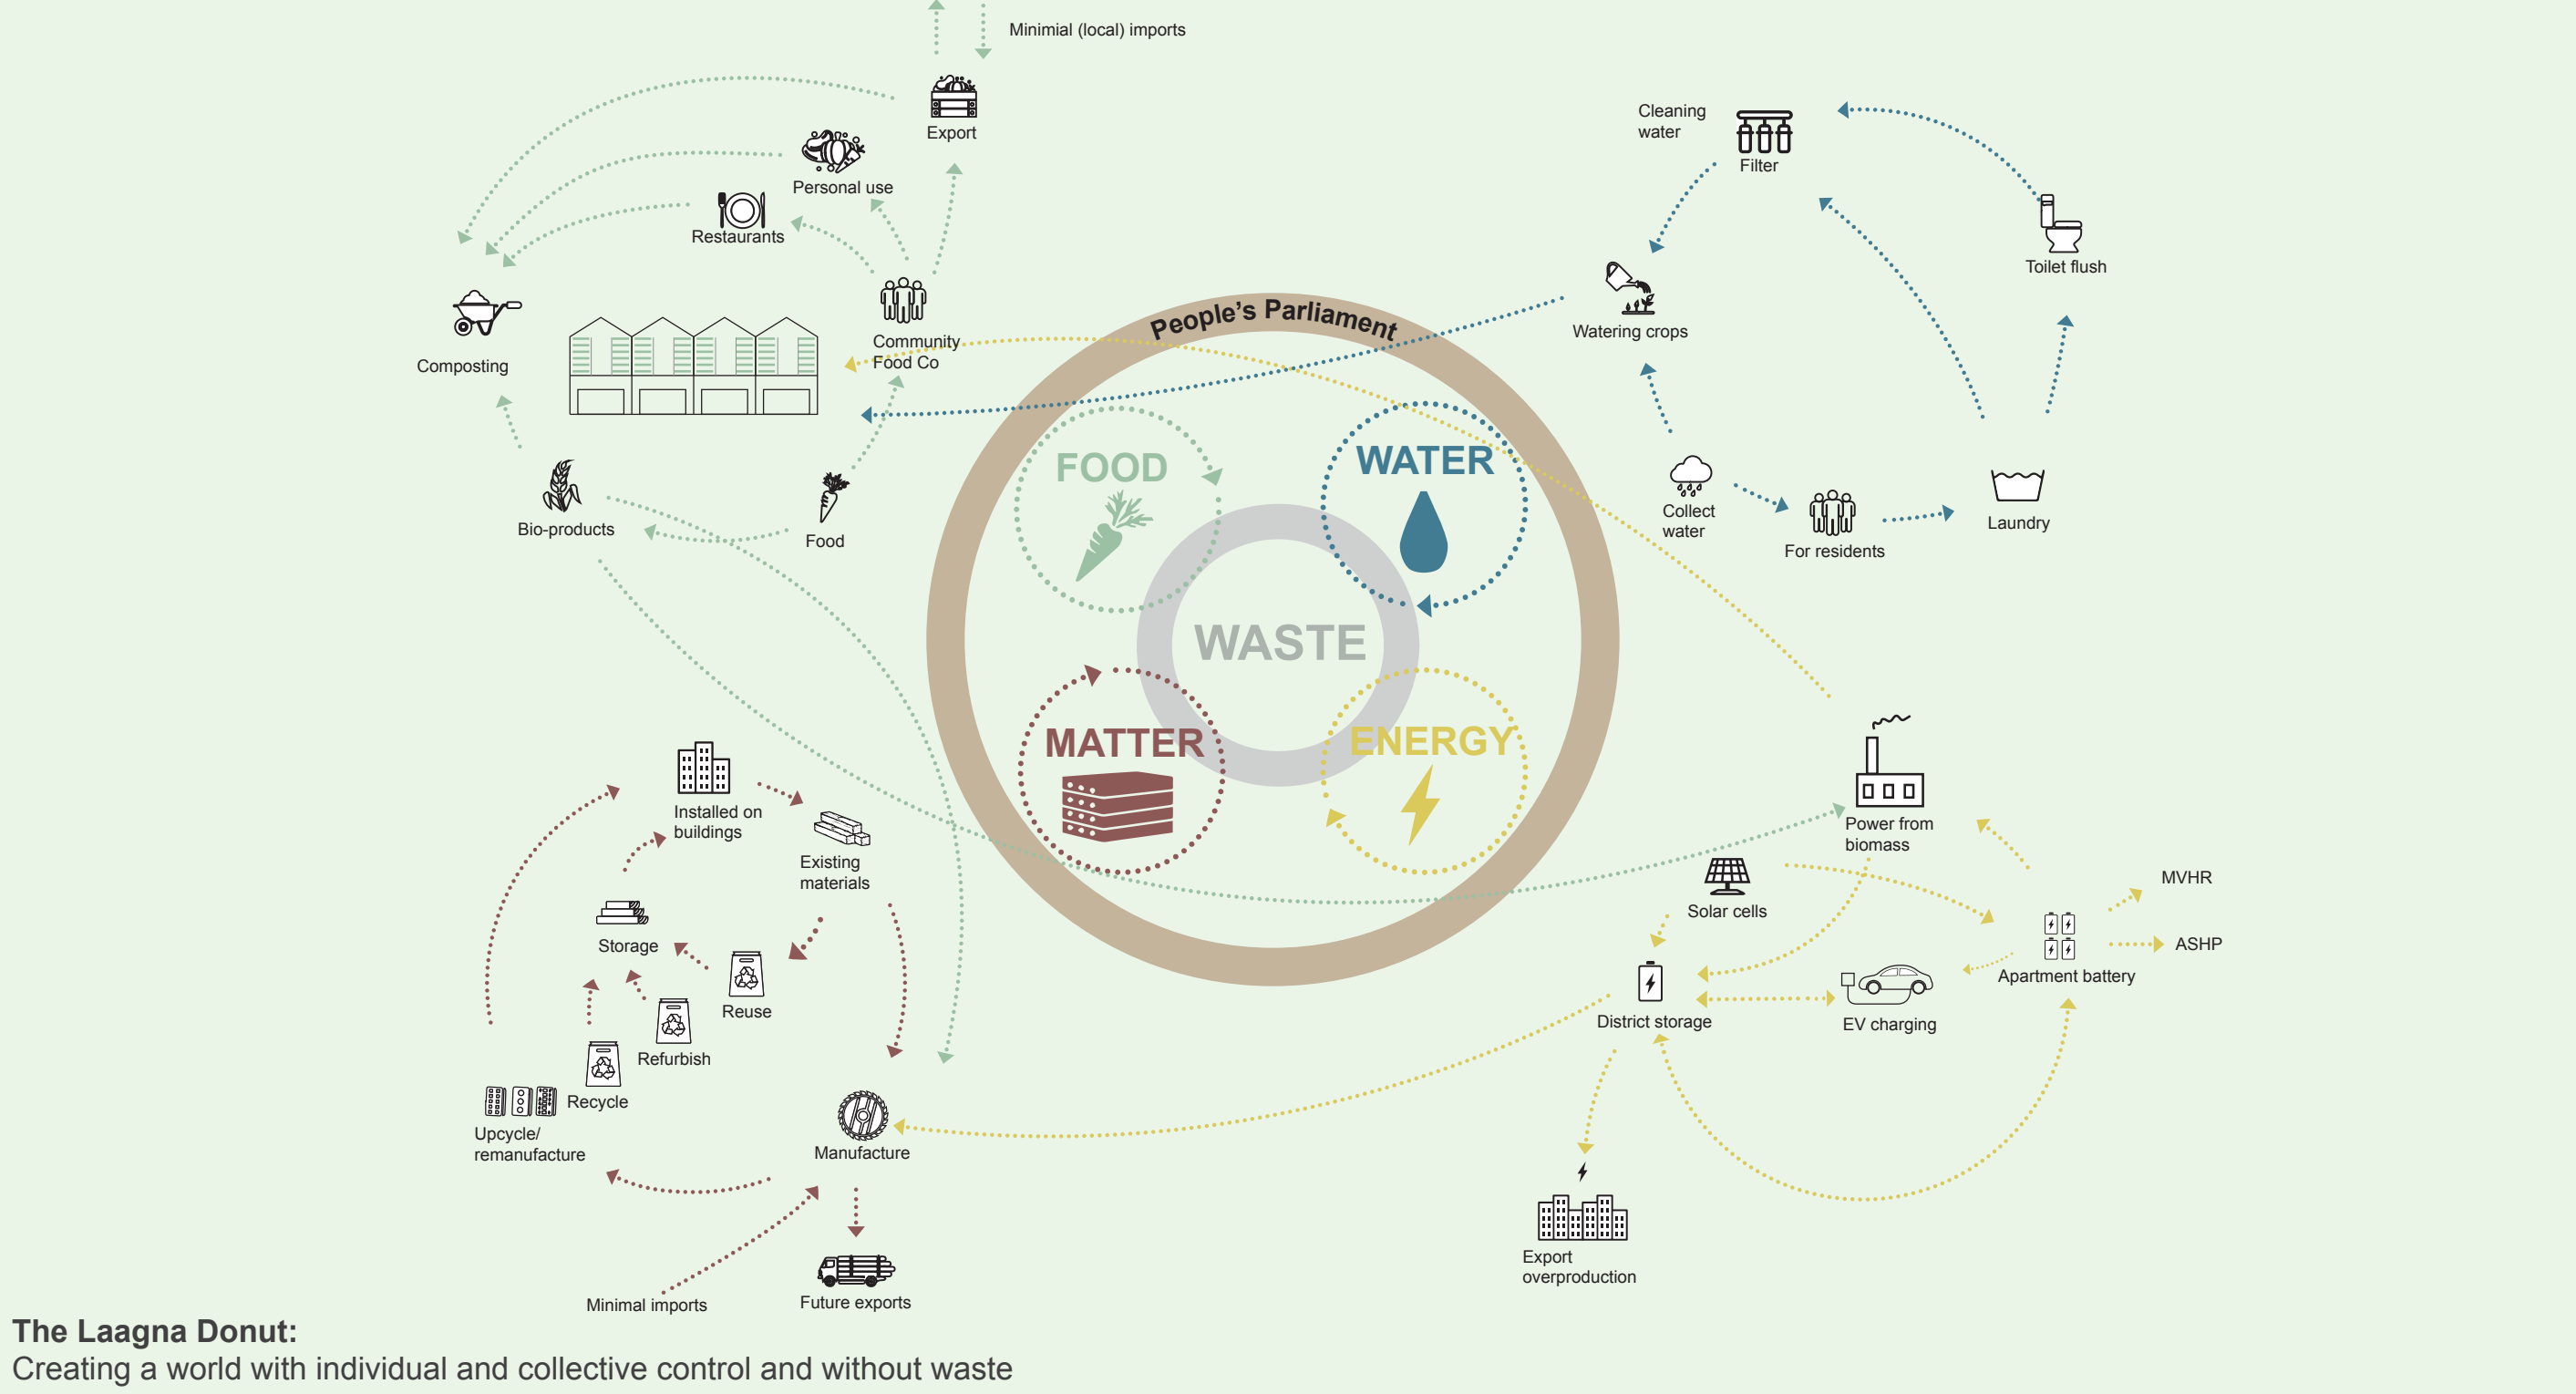 Minimial (local) imports
Export
Personal use
Restaurants
Composting
Community
Food Co
Bio-products
Food
Cleaning
water
Filter
Toilet flush
Watering crops
Collect
water
For residents
Laundry
People's Parliament
FOOD
WATER
WASTE
MATTER
ENERGY
Installed on
buildings
Existing
materials
Storage
Reuse
Refurbish
Recycle
Upcycle/
remanufacture
Manufacture
Minimal imports
Future exports
Power from
biomass
Solar cells
MVHR
ASHP
Apartment battery
District storage
EV charging
Export
overproduction
The Laagna Donut:
Creating a world with individual and collective control and without waste